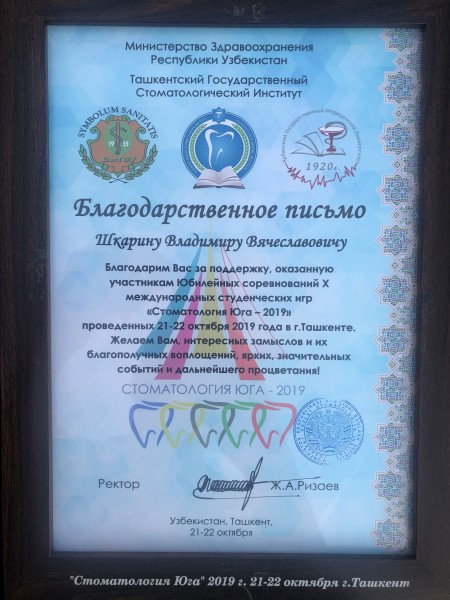 Министерство Здравоохранения
Республики Узбекистан
Ташкентский Государственный
Стоматологический Институт
SYMBOLUM SANITATIS
19 35
1920г.
Благодарственное письмо
Шкарину Владимиру Вячеславовичу
Благодарим Вас за поддержку, оказанную
участникам Юбилейных соревнований X
международных студенческих игр
«Стоматология Юга – 2019»
проведенных 21-22 октября 2019 года в г.Ташкенте.
Желаем Вам, интересных замыслов и их
благополучных воплощений, ярких, значительных
событий и дальнейшего процветания!
СТОМАТОЛОГИЯ ЮГА - 2019
Ректор Ж.А.Ризаев
Узбекистан, Ташкент,
21-22 октября
"Стоматология Юга" 2019 г. 21-22 октября г.Ташкент